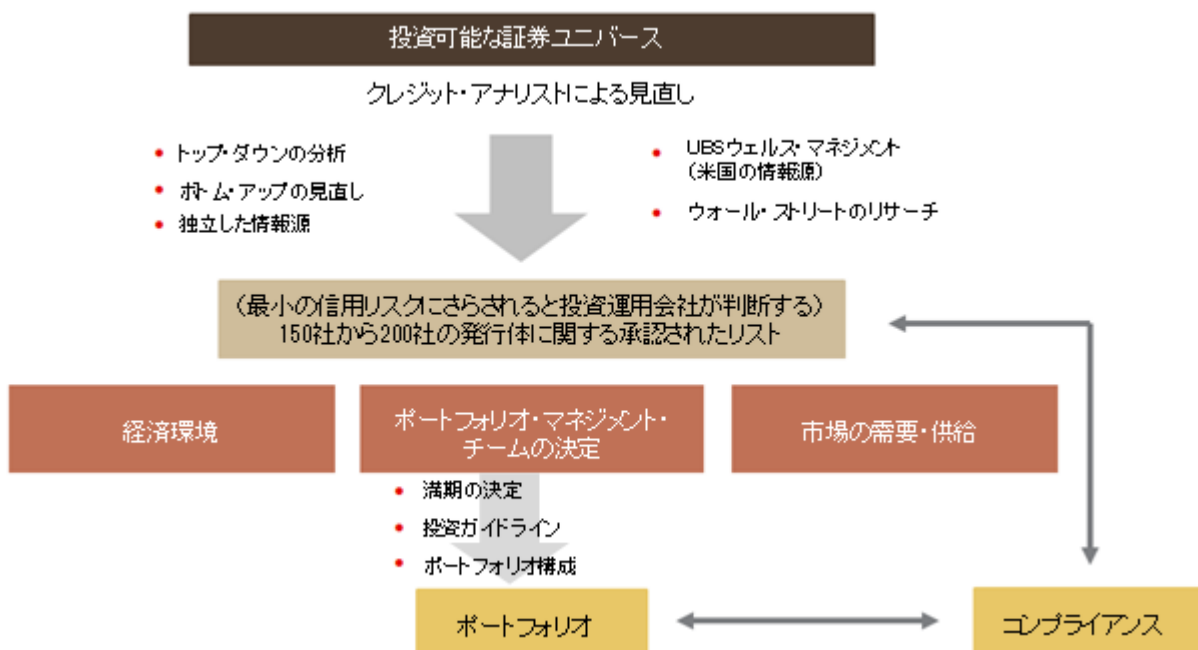 投資可能な証券ユニバース
クレジット・アナリストによる見直し
• トップ・ダウンの分析
• ボトム・アップの見直し
• 独立した情報源
• UBSウェルス・マネジメント
(米国の情報源)
• ウォール・ストリートのリサーチ
(最小の信用リスクにさらされると投資運用会社が判断する)
150社から200社の発行体に関する承認されたリスト
経済環境
ポートフォリオ・マネジメント・
チームの決定
市場の需要・供給
• 満期の決定
• 投資ガイドライン
• ポートフォリオ構成
ポートフォリオ
コンプライアンス